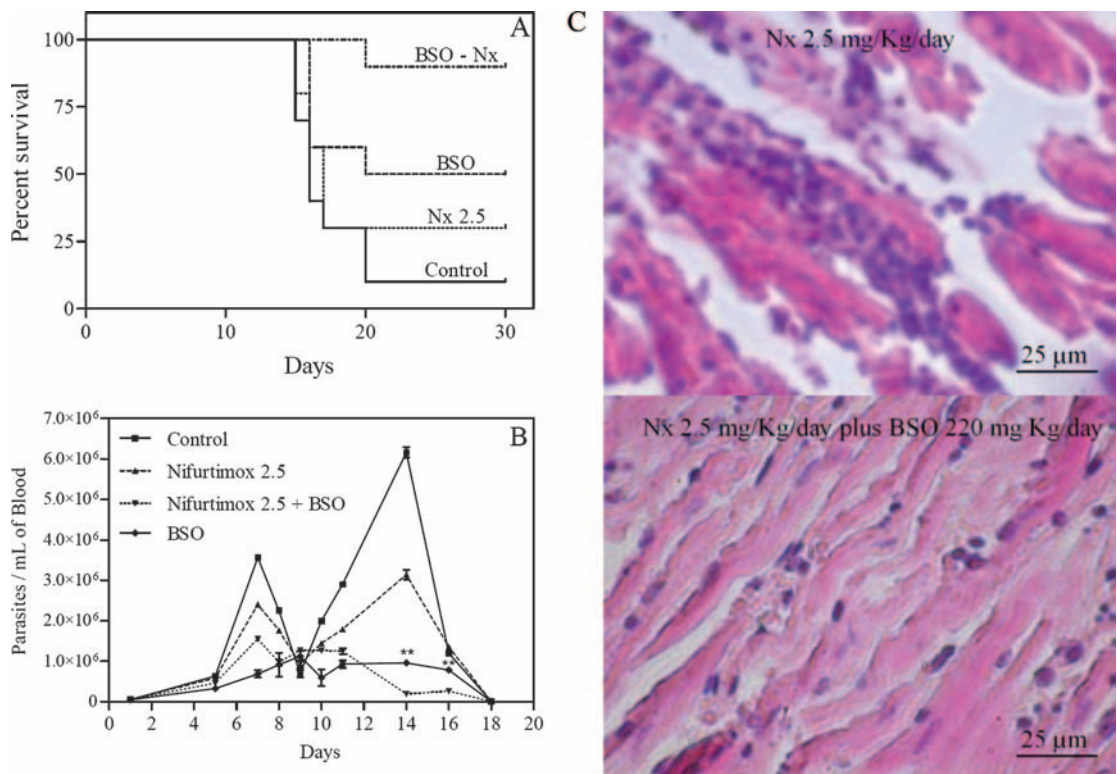 A
100
75
50
25
0
Percent survival
BSO - Nx
BSO
Nx 2.5
Control
0
10
20
30
Days
B
7.0×10⁶
6.0×10⁶
5.0×10⁶
4.0×10⁶
3.0×10⁶
2.0×10⁶
1.0×10⁶
0
Parasites / mL of Blood
Control
Nifurtimox 2.5
Nifurtimox 2.5 + BSO
BSO
**
**
0
2
4
6
8
10
12
14
16
18
20
Days
C
Nx 2.5 mg/Kg/day
25 µm
Nx 2.5 mg/Kg/day plus BSO 220 mg Kg/day
25 µm